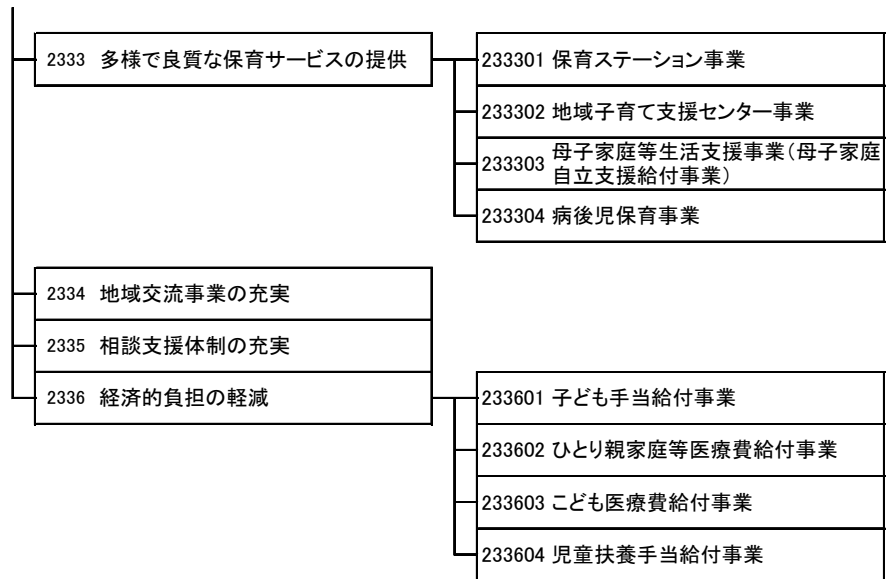 2333 多様で良質な保育サービスの提供
233301 保育ステーション事業
233302 地域子育て支援センター事業
233303 母子家庭等生活支援事業(母子家庭
自立支援給付事業)
233304 病後児保育事業
2334 地域交流事業の充実
2335 相談支援体制の充実
2336 経済的負担の軽減
233601 子ども手当給付事業
233602 ひとり親家庭等医療費給付事業
233603 こども医療費給付事業
233604 児童扶養手当給付事業